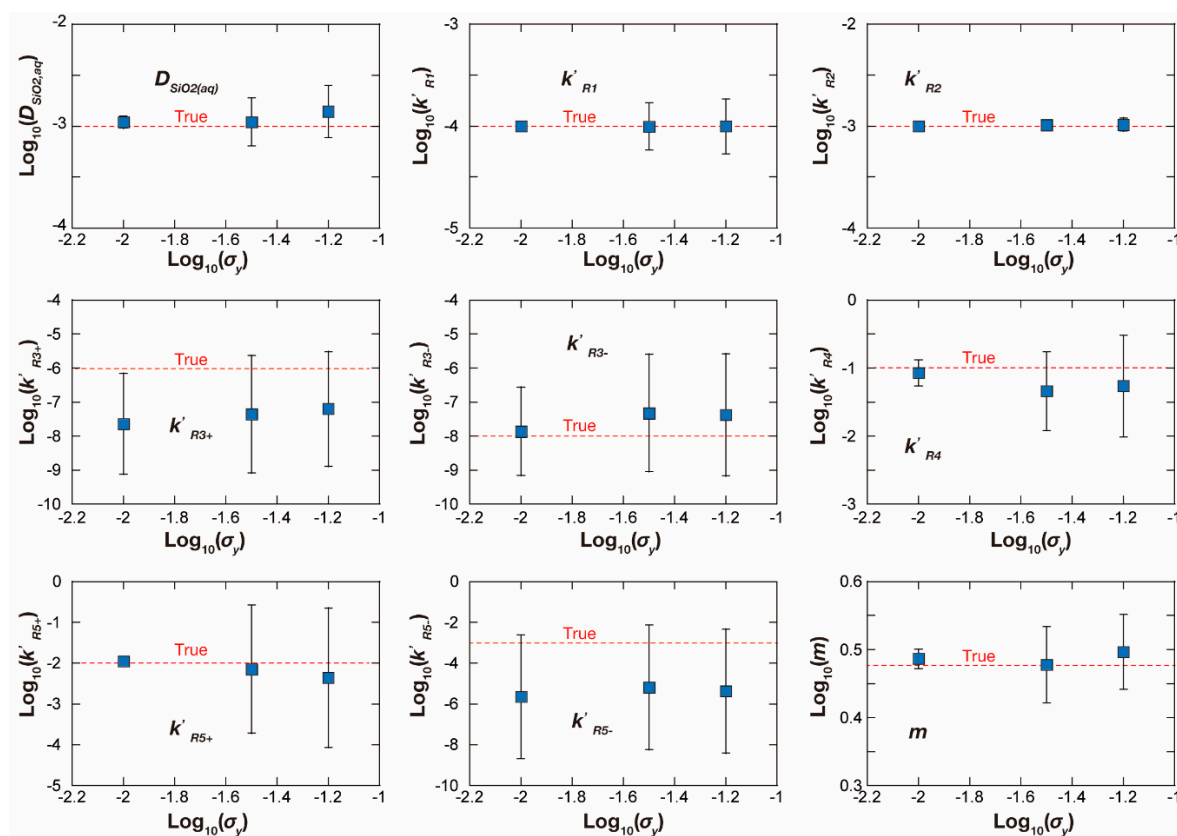 -2
-3
-4
Log10(DSiO2,aq)
DSiO2(aq)
True
-2.2 -2 -1.8 -1.6 -1.4 -1.2 -1
Log10(σy)
-3
-4
-5
Log10(k’R1)
k’R1
True
-2.2 -2 -1.8 -1.6 -1.4 -1.2 -1
Log10(σy)
-2
-3
-4
Log10(k’R2)
k’R2
True
-2.2 -2 -1.8 -1.6 -1.4 -1.2 -1
Log10(σy)
-4
-5
-6
-7
-8
-9
-10
Log10(k’R3+)
True
k’R3+
-2.2 -2 -1.8 -1.6 -1.4 -1.2 -1
Log10(σy)
-4
-5
-6
-7
-8
-9
-10
Log10(k’R3-)
k’R3-
True
-2.2 -2 -1.8 -1.6 -1.4 -1.2 -1
Log10(σy)
0
-1
-2
-3
Log10(k’R4)
True
k’R4
-2.2 -2 -1.8 -1.6 -1.4 -1.2 -1
Log10(σy)
0
-1
-2
-3
-4
-5
Log10(k’R5+)
True
k’R5+
-2.2 -2 -1.8 -1.6 -1.4 -1.2 -1
Log10(σy)
0
-2
-4
-6
-8
-10
Log10(k’R5-)
True
k’R5-
-2.2 -2 -1.8 -1.6 -1.4 -1.2 -1
Log10(σy)
0.6
0.5
0.4
0.3
Log10(m)
True
m
-2.2 -2 -1.8 -1.6 -1.4 -1.2 -1
Log10(σy)